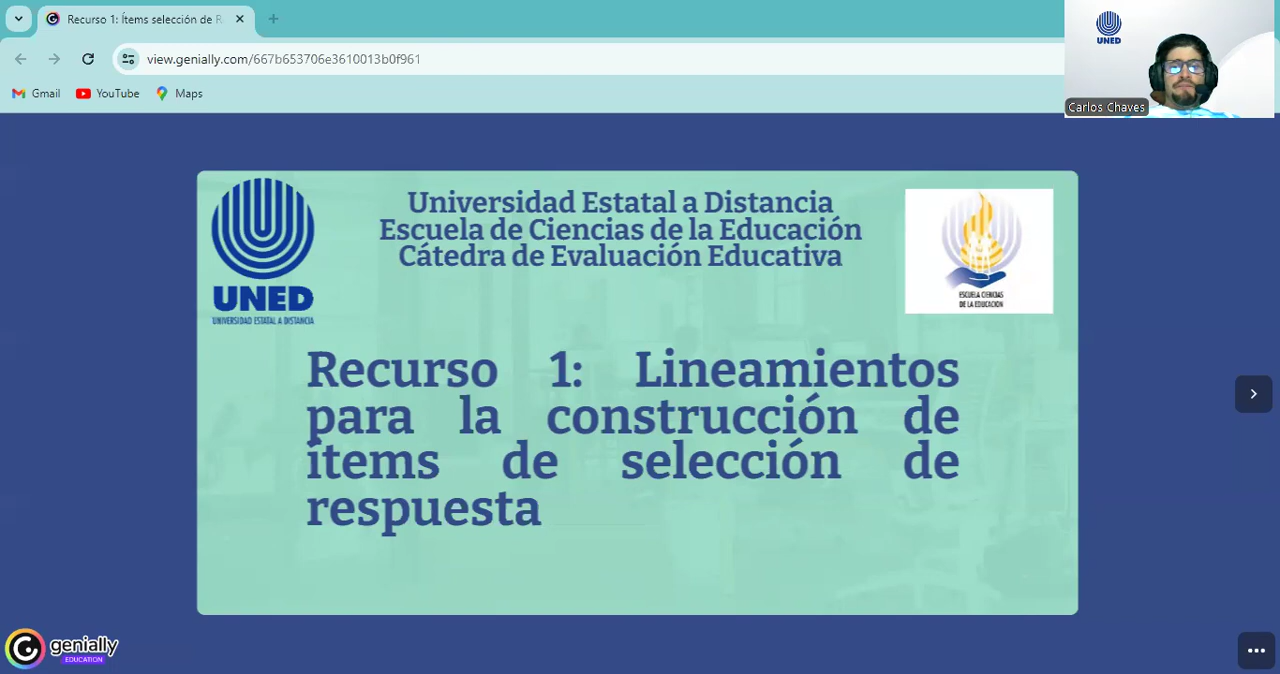 Recurso 1: Ítems selección de R
view.genially.com/667b653706e3610013b0f961
Gmail
YouTube
Maps
UNED
Carlos Chaves
Universidad Estatal a Distancia
Escuela de Ciencias de la Educación
Cátedra de Evaluación Educativa
UNED
UNIVERSIDAD ESTATAL A DISTANCIA
ESCUELA CIENCIAS
DE LA EDUCACION
Recurso 1: Lineamientos
para la construcción de
ítems de selección de
respuesta
genially
EDUCATION